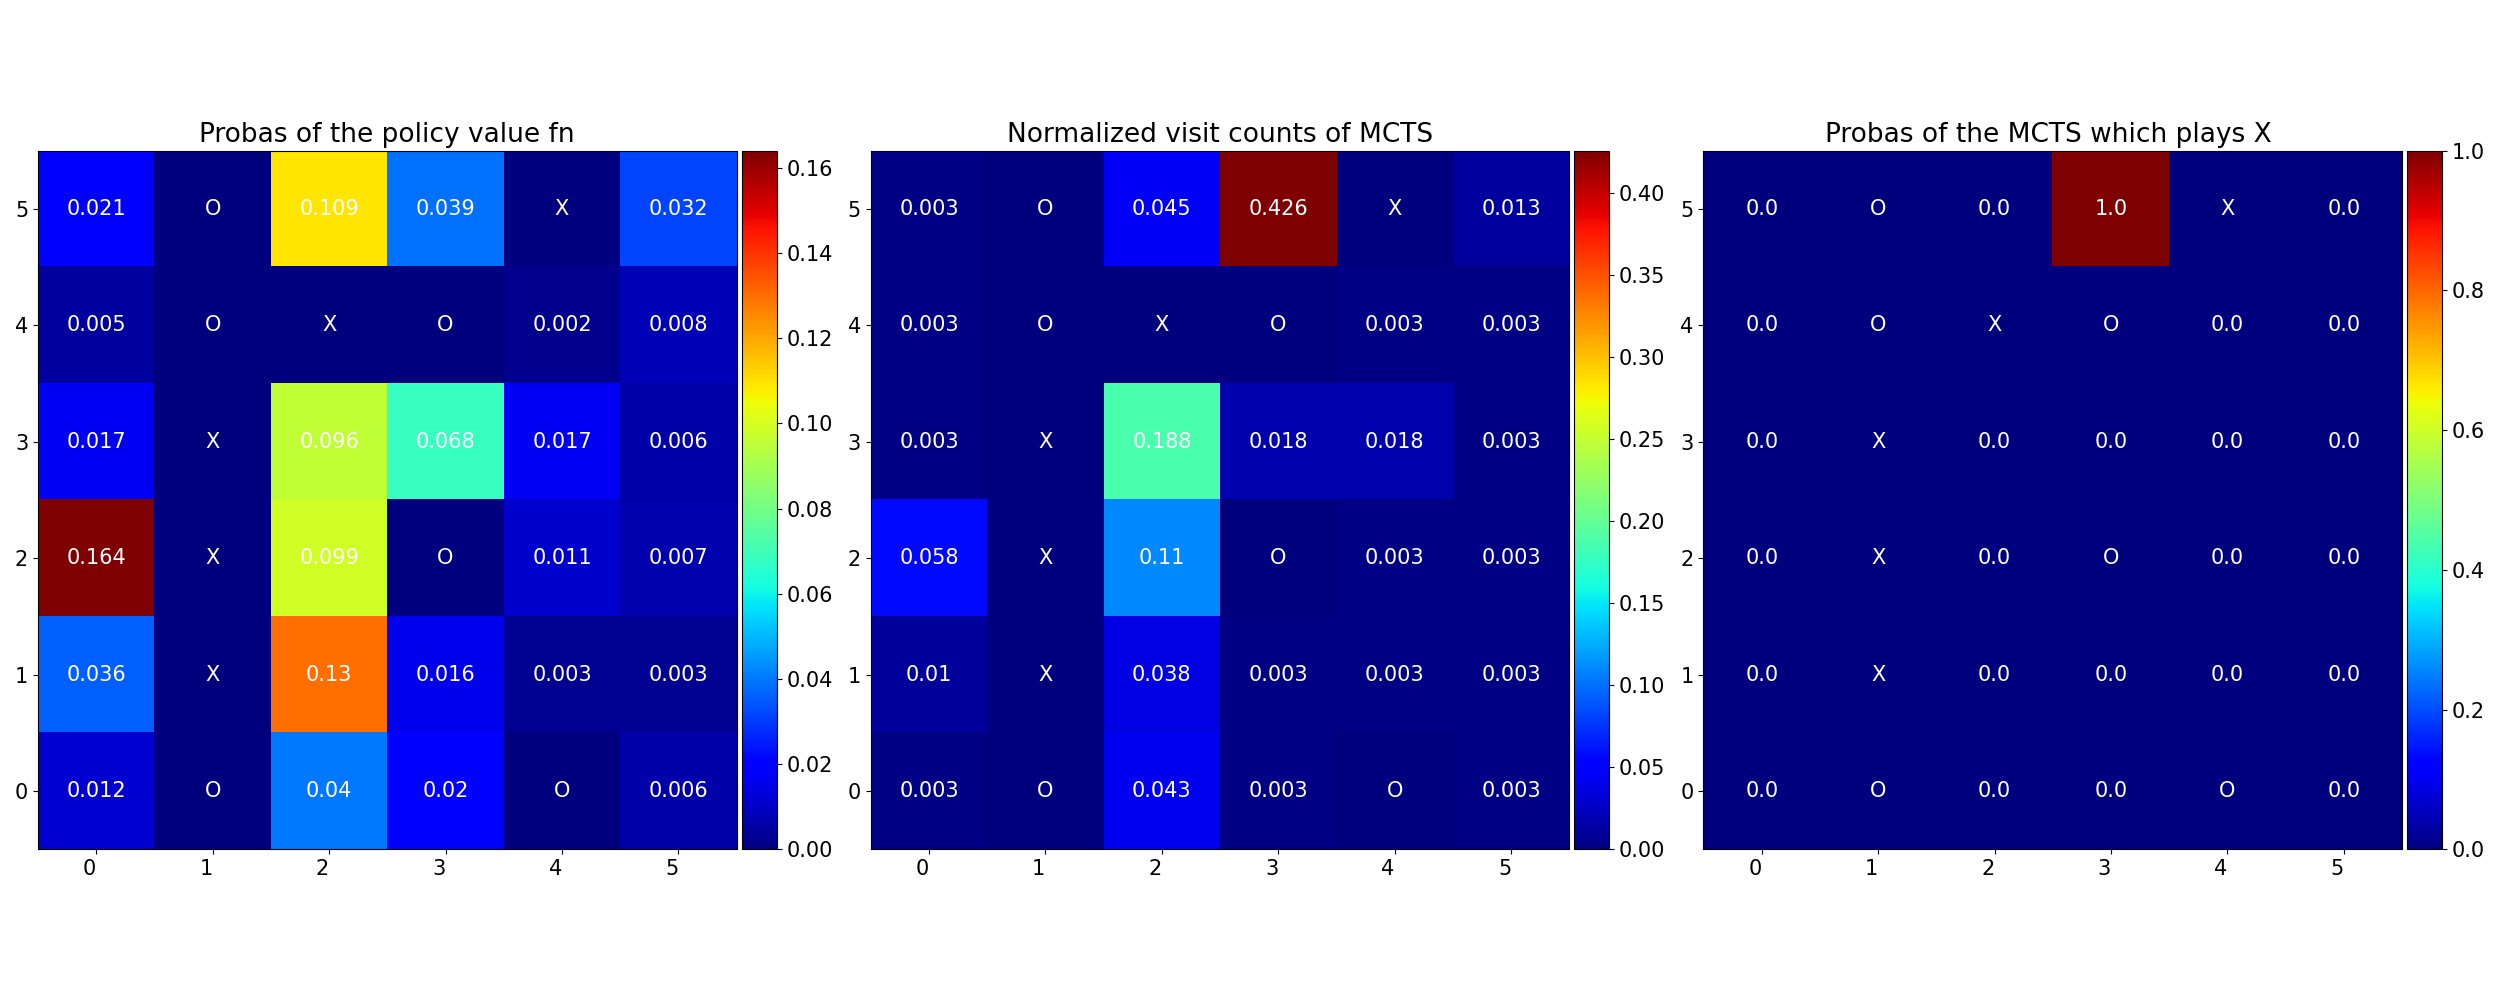 Probas of the policy value fn
5 0.021 O 0.109 0.039 X 0.032
4 0.005 O X O 0.002 0.008
3 0.017 X 0.096 0.068 0.017 0.006
2 0.164 X 0.099 O 0.011 0.007
1 0.036 X 0.13 0.016 0.003 0.003
0 0.012 O 0.04 0.02 O 0.006
0 1 2 3 4 5
0.16
0.14
0.12
0.10
0.08
0.06
0.04
0.02
0.00
Normalized visit counts of MCTS
5 0.003 O 0.045 0.426 X 0.013
4 0.003 O X O 0.003 0.003
3 0.003 X 0.188 0.018 0.018 0.003
2 0.058 X 0.11 O 0.003 0.003
1 0.01 X 0.038 0.003 0.003 0.003
0 0.003 O 0.043 0.003 O 0.003
0 1 2 3 4 5
0.40
0.35
0.30
0.25
0.20
0.15
0.10
0.05
0.00
Probas of the MCTS which plays X
5 0.0 O 0.0 1.0 X 0.0
4 0.0 O X O 0.0 0.0
3 0.0 X 0.0 0.0 0.0 0.0
2 0.0 X 0.0 O 0.0 0.0
1 0.0 X 0.0 0.0 0.0 0.0
0 0.0 O 0.0 0.0 O 0.0
0 1 2 3 4 5
1.0
0.8
0.6
0.4
0.2
0.0